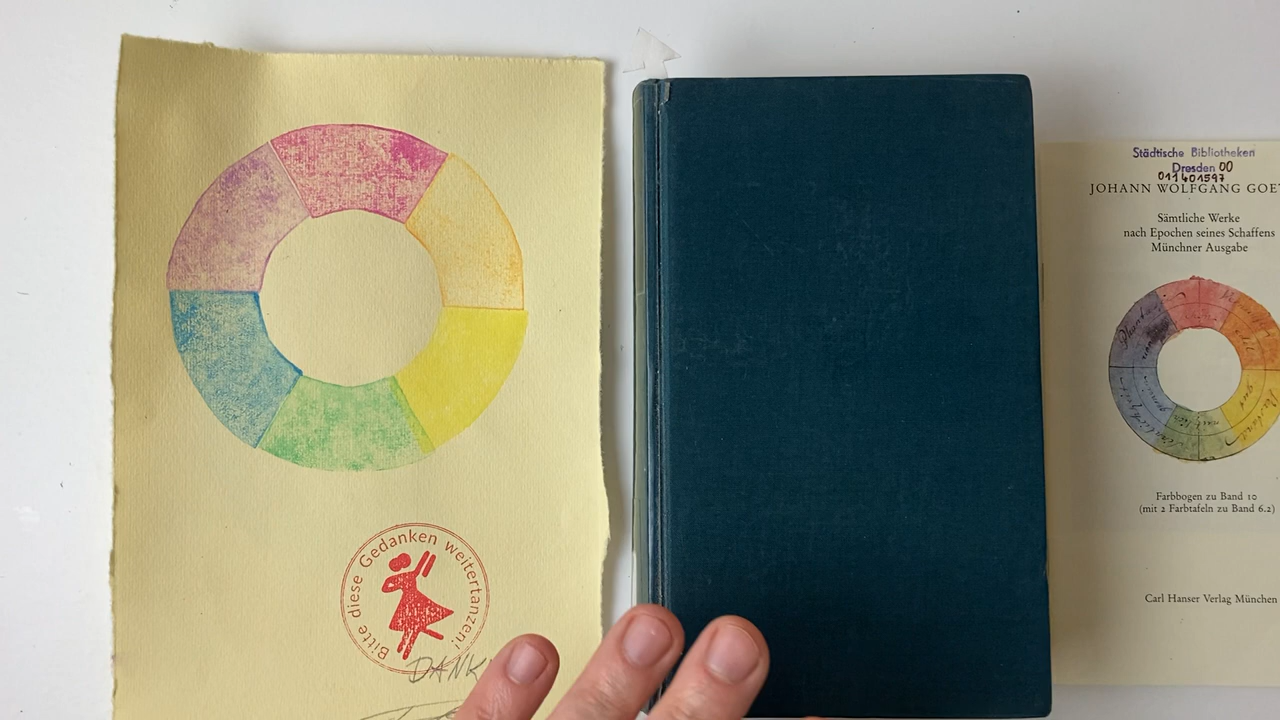 Bitte diese Gedanken weitertanzen!
DANK
Städtische Bibliotheken
Dresden 00
011401597
JOHANN WOLFGANG GOE
Sämtliche Werke
nach Epochen seines Schaffens
Münchner Ausgabe
Farbbogen zu Band 10
(mit 2 Farbtafeln zu Band 6.2)
Carl Hanser Verlag München